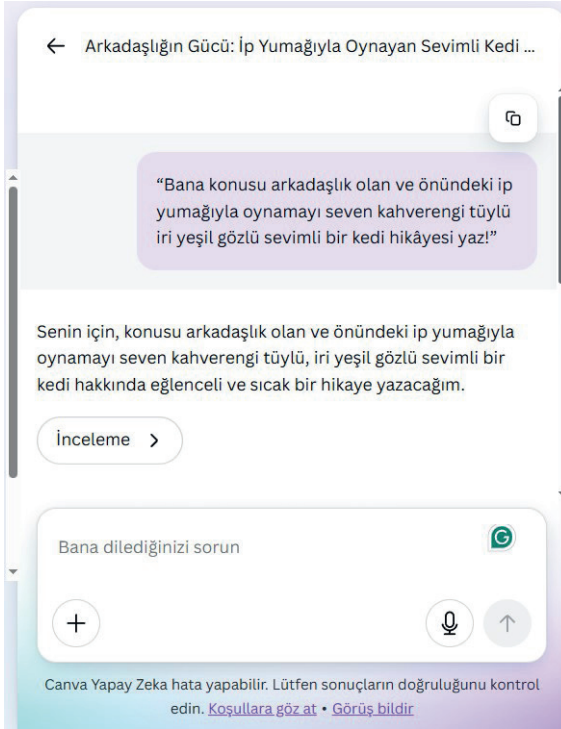 Arkadaşlığın Gücü: İp Yumağıyla Oynayan Sevimli Kedi ...
“Bana konusu arkadaşlık olan ve önündeki ip
yumağıyla oynamayı seven kahverengi tüylü
iri yeşil gözlü sevimli bir kedi hikâyesi yaz!”
Senin için, konusu arkadaşlık olan ve önündeki ip yumağıyla
oynamayı seven kahverengi tüylü, iri yeşil gözlü sevimli bir
kedi hakkında eğlenceli ve sıcak bir hikaye yazacağım.
İnceleme
Bana dilediğinizi sorun
Canva Yapay Zeka hata yapabilir. Lütfen sonuçların doğruluğunu kontrol
edin. Koşullara göz at • Görüş bildir